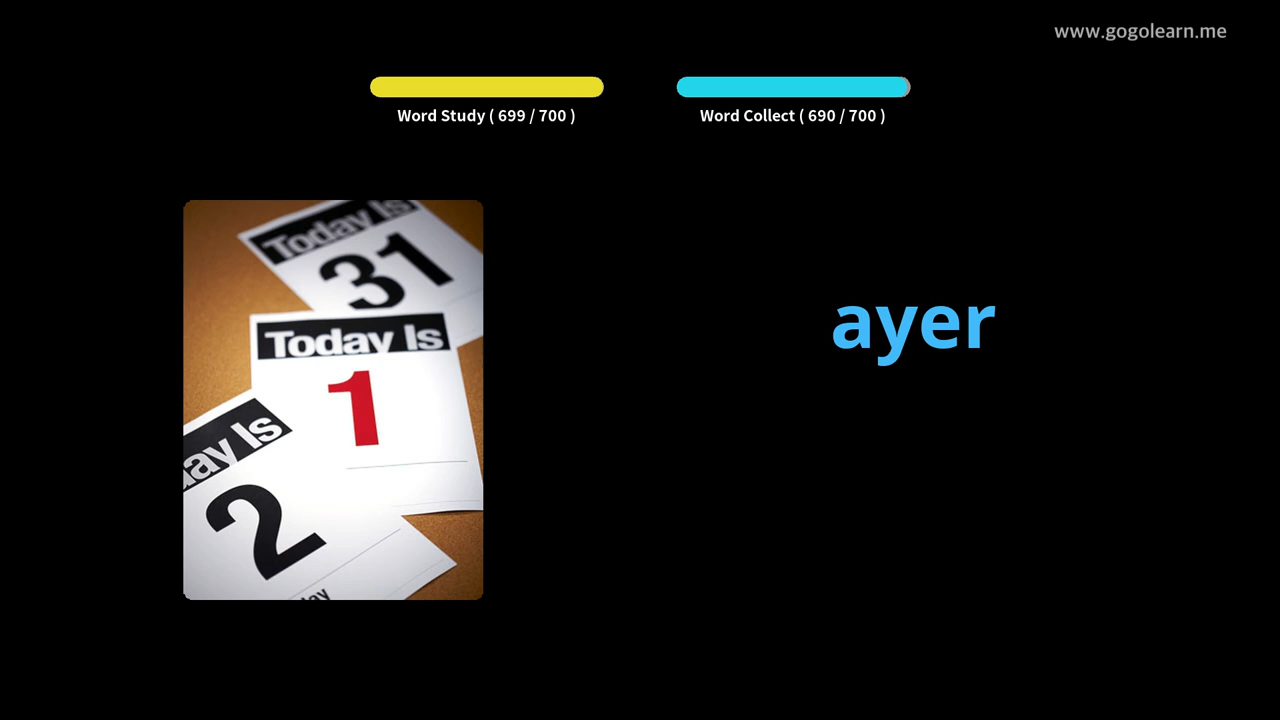 www.gogolearn.me
Word Study ( 699 / 700 )
Word Collect ( 690 / 700 )
Today Is
31
Today Is
1
ay Is
2
ayer